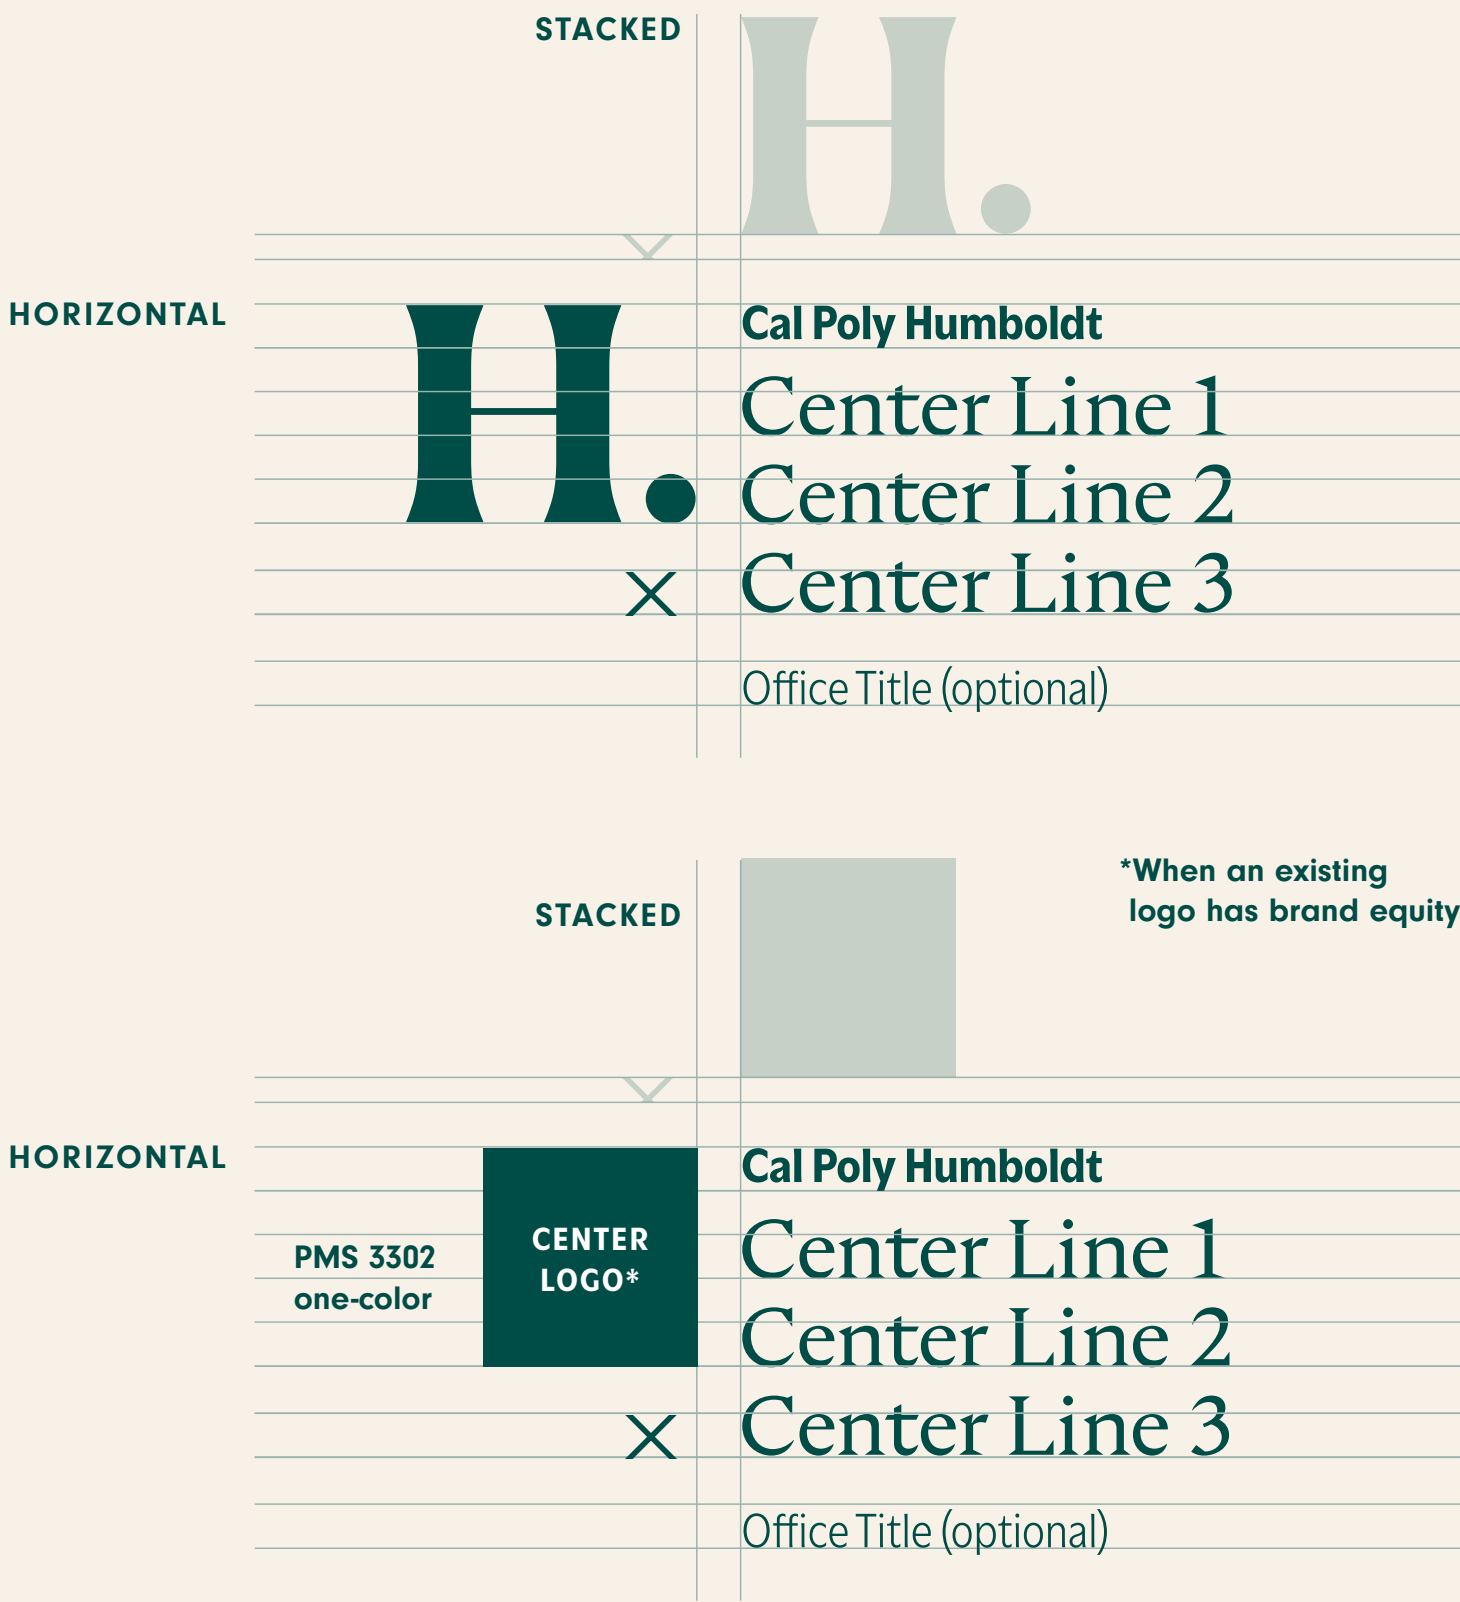 STACKED
H.
HORIZONTAL
H.
Cal Poly Humboldt
Center Line 1
Center Line 2
Center Line 3
Office Title (optional)
*When an existing
logo has brand equity
STACKED
HORIZONTAL
PMS 3302
one-color
CENTER
LOGO*
Cal Poly Humboldt
Center Line 1
Center Line 2
Center Line 3
Office Title (optional)